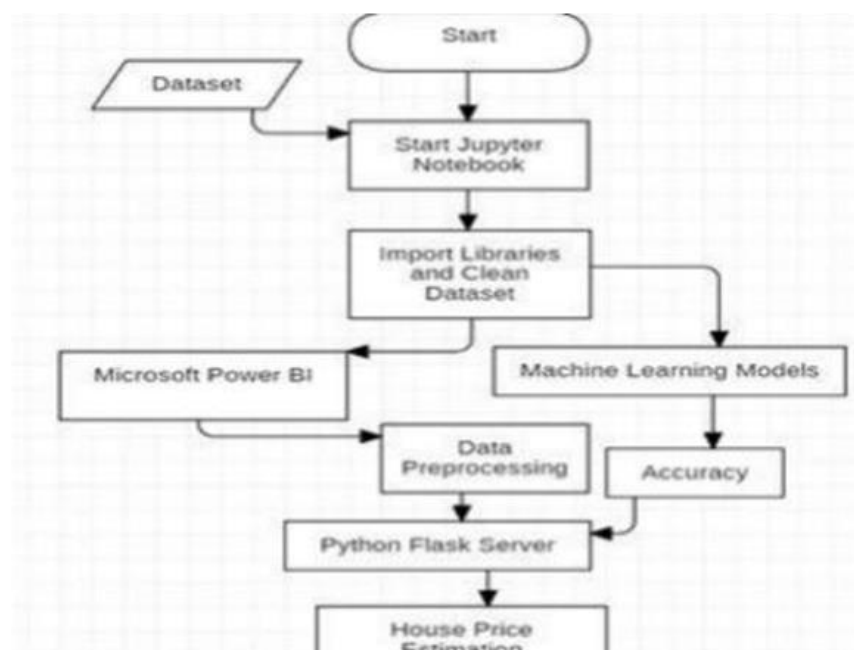 Start
Dataset
Start Jupyter
Notebook
Import Libraries
and Clean
Dataset
Microsoft Power BI
Machine Learning Models
Data
Preprocessing
Accuracy
Python Flask Server
House Price
Estimation